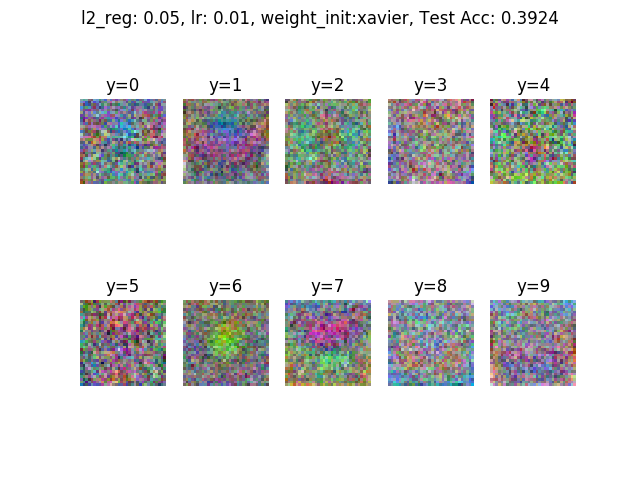 l2_reg: 0.05, lr: 0.01, weight_init:xavier, Test Acc: 0.3924
y=0 y=1 y=2 y=3 y=4
y=5 y=6 y=7 y=8 y=9